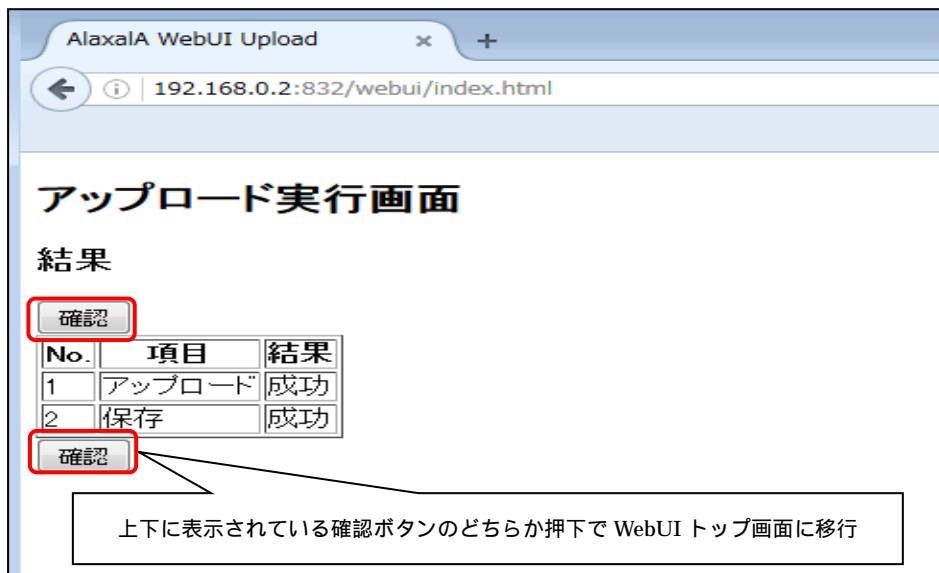 AlaxalA WebUI Upload × +
192.168.0.2:832/webui/index.html
アップロード実行画面
結果
確認
No. 項目 結果
1 アップロード 成功
2 保存 成功
確認
上下に表示されている確認ボタンのどちらか押下で WebUI トップ画面に移行